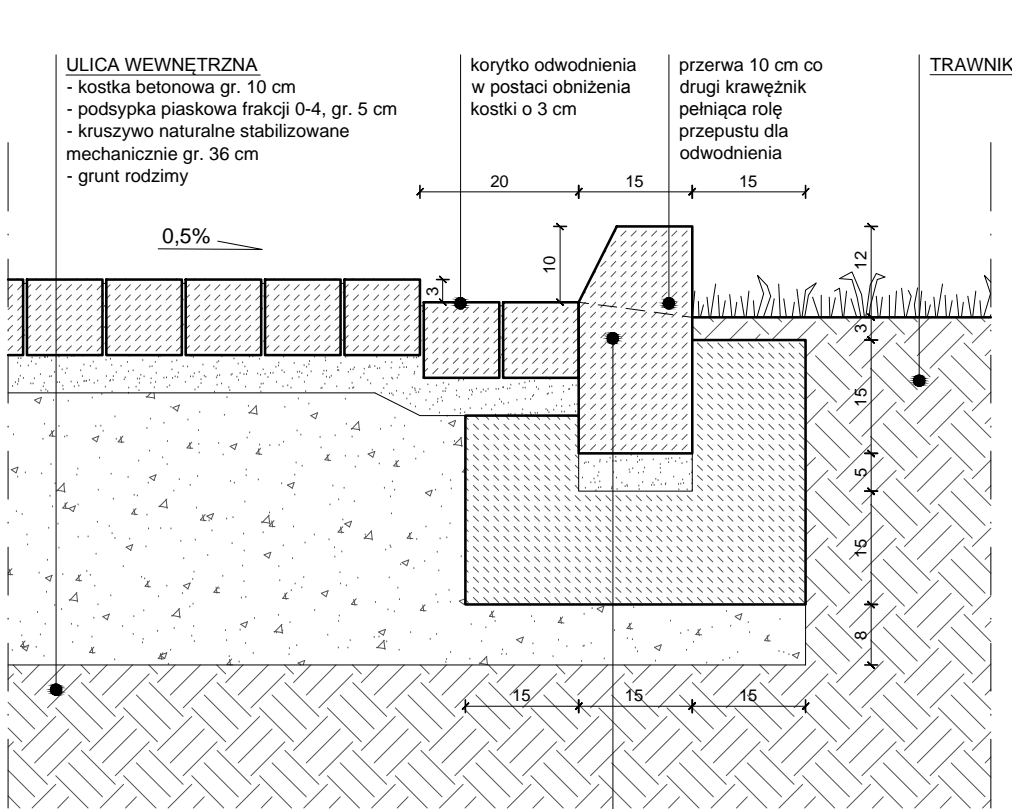 ULICA WEWNĘTRZNA
- kostka betonowa gr. 10 cm
- podsypka piaskowa frakcji 0-4, gr. 5 cm
- kruszywo naturalne stabilizowane
mechanicznie gr. 36 cm
- grunt rodzimy
korytko odwodnienia
w postaci obniżenia
kostki o 3 cm
przerwa 10 cm co
drugi krawężnik
pełniąca rolę
przepustu dla
odwodnienia
TRAWNIK
20
15
15
0,5%
3
10
12
3
15
5
15
8
15
15
15